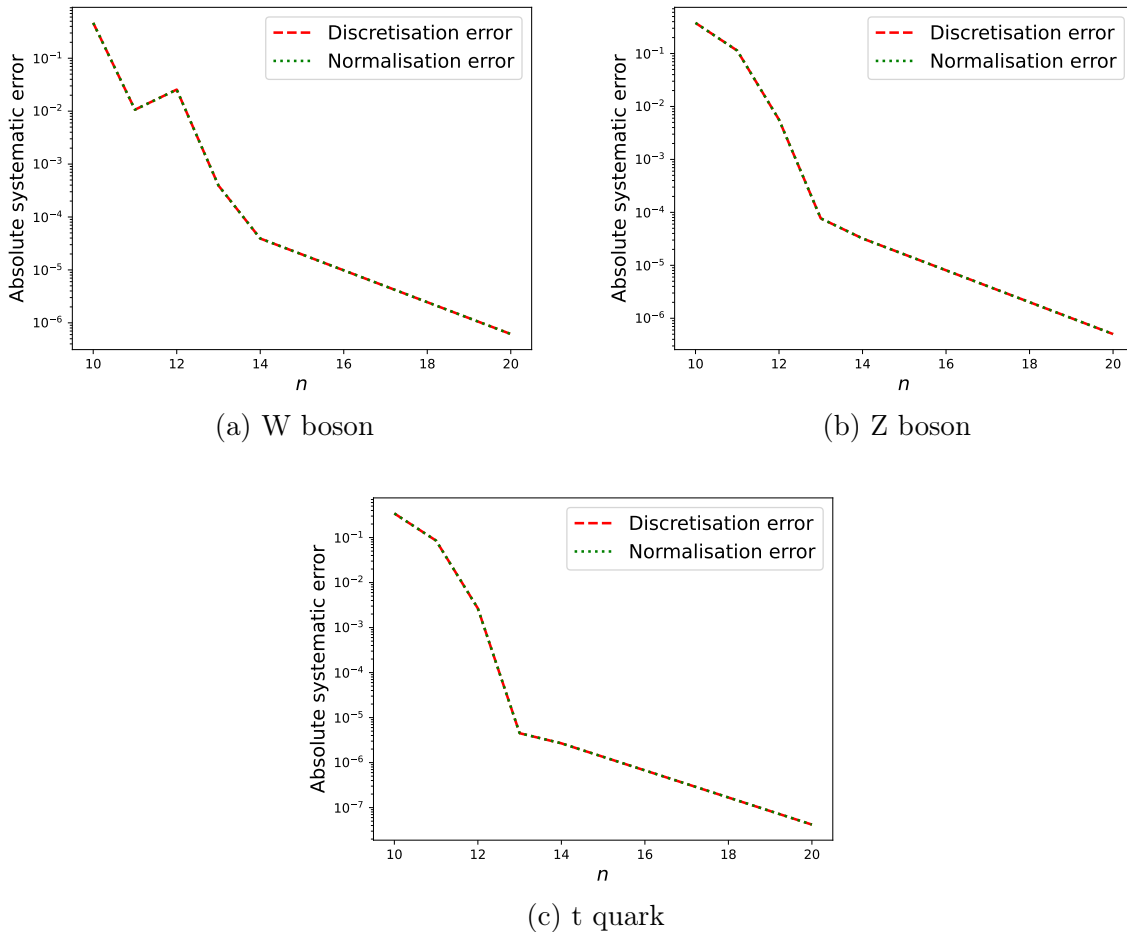 Absolute systematic error
10⁻¹
10⁻²
10⁻³
10⁻⁴
10⁻⁵
10⁻⁶
Discretisation error
Normalisation error
10 12 14 16 18 20
n
(a) W boson
Absolute systematic error
10⁻¹
10⁻²
10⁻³
10⁻⁴
10⁻⁵
10⁻⁶
Discretisation error
Normalisation error
10 12 14 16 18 20
n
(b) Z boson
Absolute systematic error
10⁻¹
10⁻²
10⁻³
10⁻⁴
10⁻⁵
10⁻⁶
10⁻⁷
Discretisation error
Normalisation error
10 12 14 16 18 20
n
(c) t quark